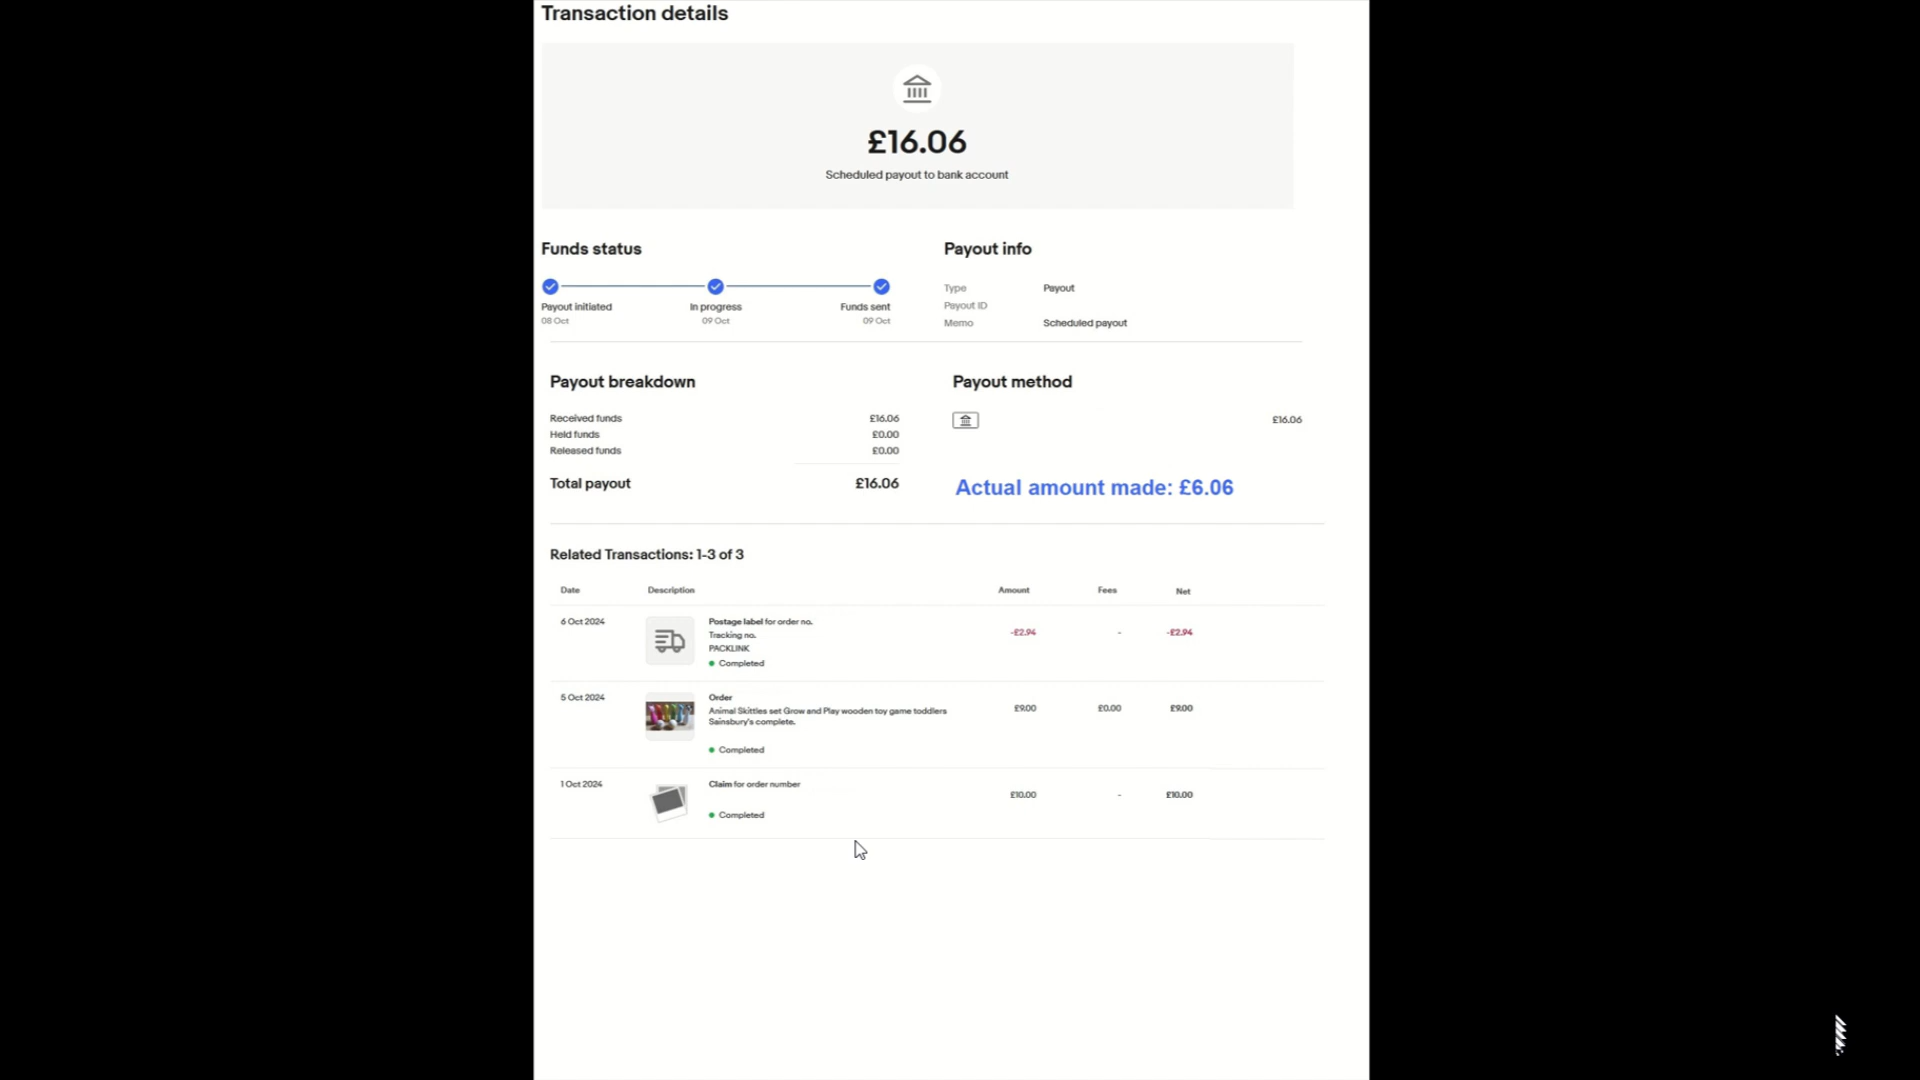 Transaction details
£16.06
Scheduled payout to bank account
Funds status
Payout initiated
08 Oct
In progress
09 Oct
Funds sent
09 Oct
Payout info
Type Payout
Payout ID
Memo Scheduled payout
Payout breakdown
Received funds £16.06
Held funds £0.00
Released funds £0.00
Total payout £16.06
Payout method
£16.06
Actual amount made: £6.06
Related Transactions: 1-3 of 3
Date Description Amount Fees Net
6 Oct 2024 Postage label for order no. -£2.94 - -£2.94
Tracking no.
PACKLINK
Completed
5 Oct 2024 Order £9.00 £0.00 £9.00
Animal Skittles set Grow and Play wooden toy game toddlers
Sainsbury's complete.
Completed
1 Oct 2024 Claim for order number £10.00 - £10.00
Completed